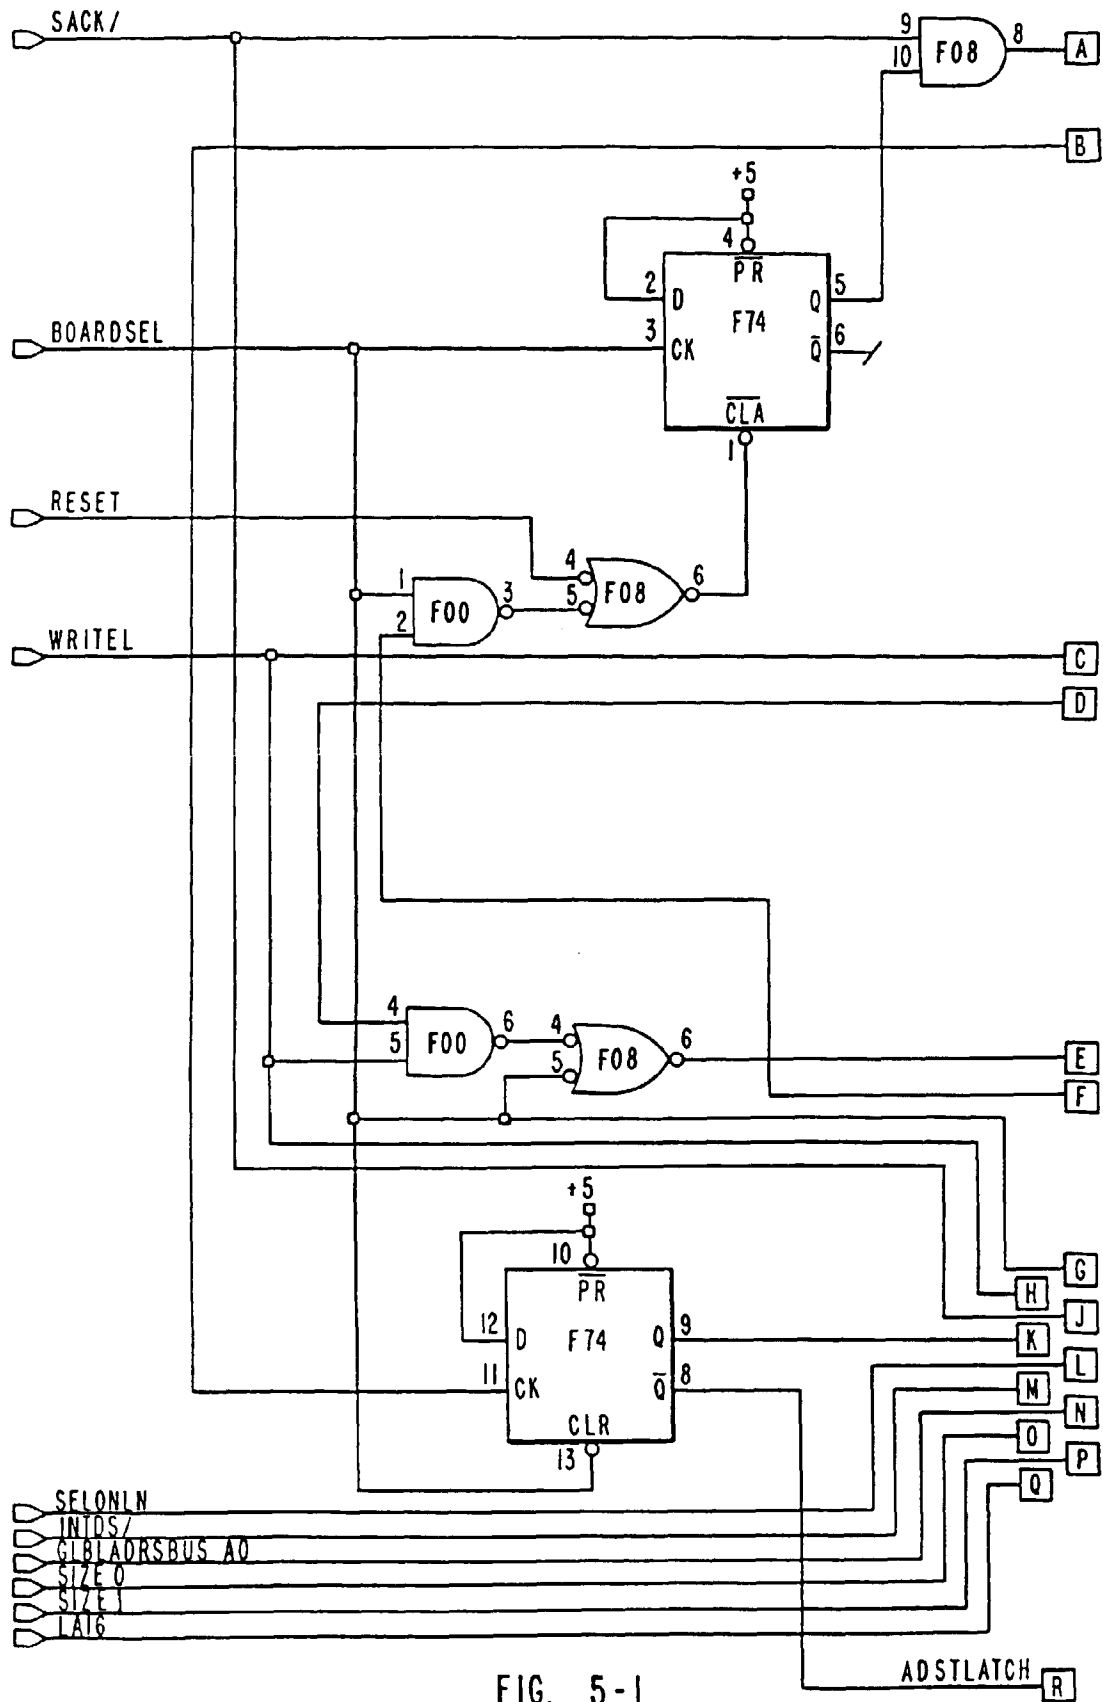 SACK/
9
10
F08
8
A
B
+5
4
PR
2
D
F74
Q
5
BOARDSEL
3
CK
Q
6
CLA
1
RESET
4
5
F08
6
1
2
F00
3
WRITEL
C
D
4
5
F00
6
4
5
F08
6
E
F
+5
10
PR
G
H
J
12
D
F74
Q
9
K
L
11
CK
Q
8
M
N
CLR
O
13
P
Q
SELONLN
INTDS/
GLBLADRSBUS A0
SIZE 0
SIZE 1
LA16
ADSTLATCH
R
FIG. 5-1